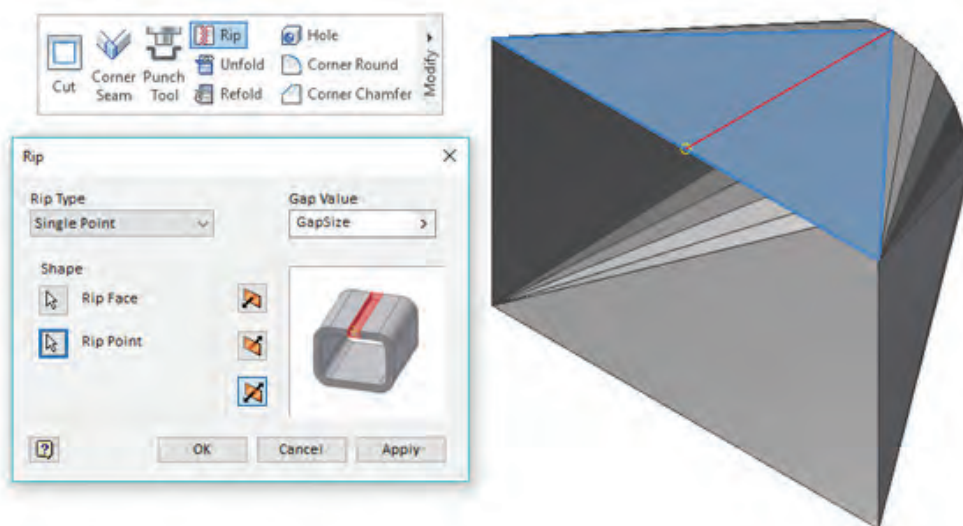 Cut
Corner Seam
Punch Tool
Rip
Unfold
Refold
Hole
Corner Round
Corner Chamfer
Modify
Rip
Rip Type
Single Point
Gap Value
GapSize
Shape
Rip Face
Rip Point
OK
Cancel
Apply